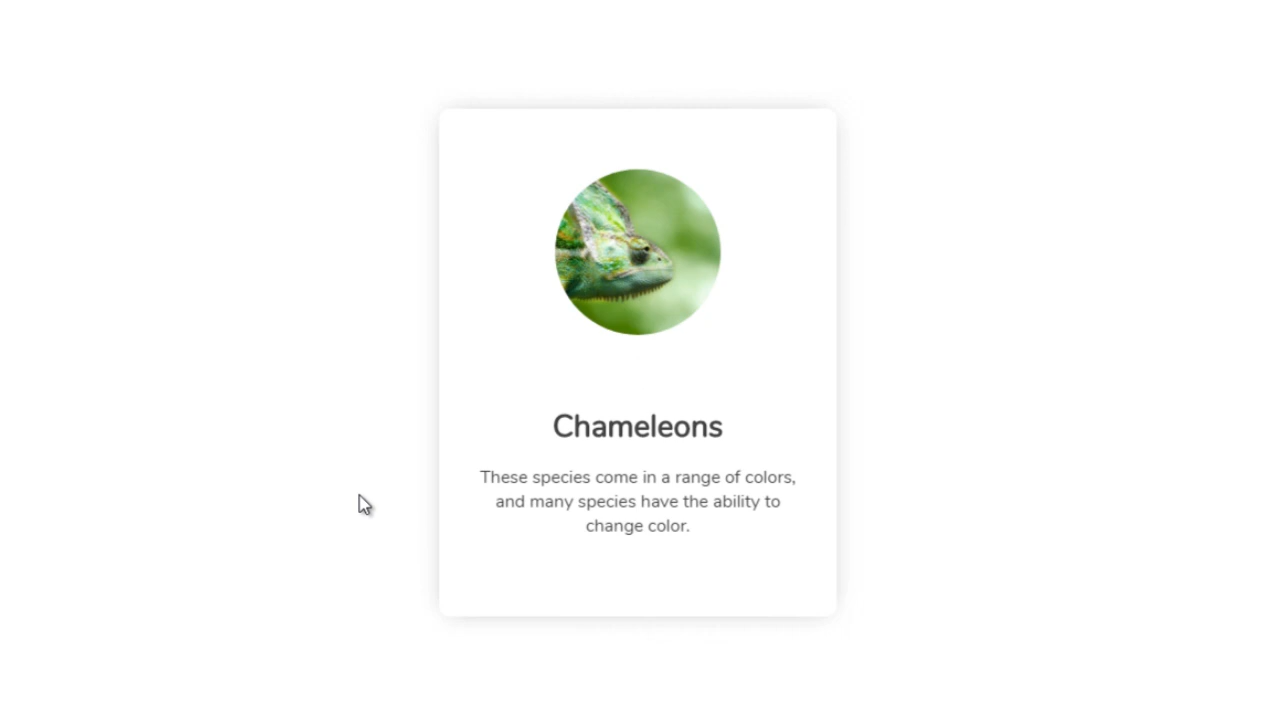 Chameleons
These species come in a range of colors,
and many species have the ability to
change color.